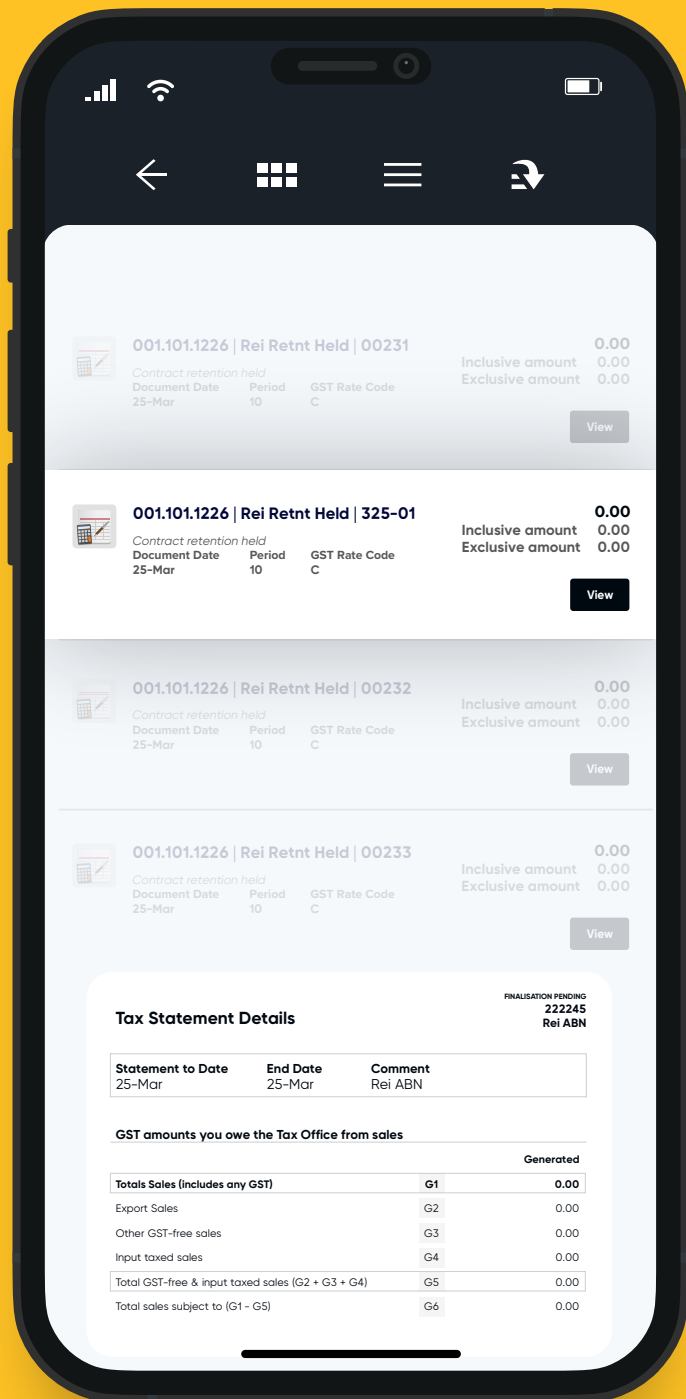 001.101.1226 | Rei Retnt Held | 00231
0.00
Contract retention held
Inclusive amount 0.00
Document Date Period GST Rate Code
Exclusive amount 0.00
25-Mar 10 C
View
001.101.1226 | Rei Retnt Held | 325-01
0.00
Contract retention held
Inclusive amount 0.00
Document Date Period GST Rate Code
Exclusive amount 0.00
25-Mar 10 C
View
001.101.1226 | Rei Retnt Held | 00232
0.00
Contract retention held
Inclusive amount 0.00
Document Date Period GST Rate Code
Exclusive amount 0.00
25-Mar 10 C
View
001.101.1226 | Rei Retnt Held | 00233
0.00
Contract retention held
Inclusive amount 0.00
Document Date Period GST Rate Code
Exclusive amount 0.00
25-Mar 10 C
View
FINALISATION PENDING
222245
Rei ABN
Tax Statement Details
Statement to Date End Date Comment
25-Mar 25-Mar Rei ABN
GST amounts you owe the Tax Office from sales
Generated
Totals Sales (includes any GST) G1 0.00
Export Sales G2 0.00
Other GST-free sales G3 0.00
Input taxed sales G4 0.00
Total GST-free & input taxed sales (G2 + G3 + G4) G5 0.00
Total sales subject to (G1 - G5) G6 0.00